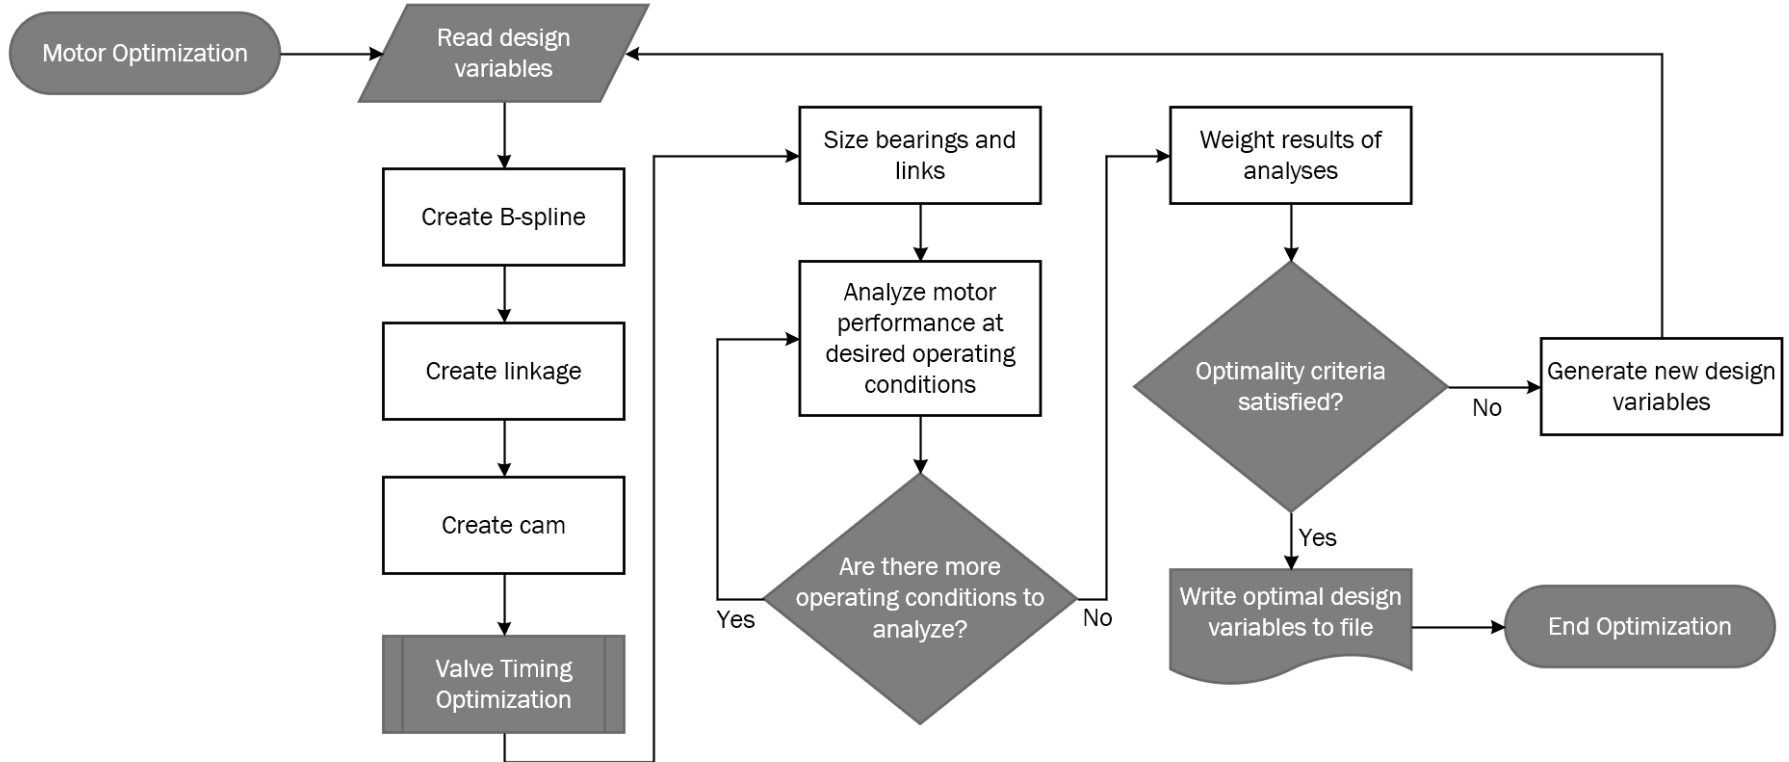 Motor Optimization
Read design
variables
Create B-spline
Create linkage
Create cam
Valve Timing
Optimization
Size bearings and
links
Analyze motor
performance at
desired operating
conditions
Are there more
operating conditions to
analyze?
Yes
No
Weight results of
analyses
Optimality criteria
satisfied?
No
Generate new design
variables
Yes
Write optimal design
variables to file
End Optimization